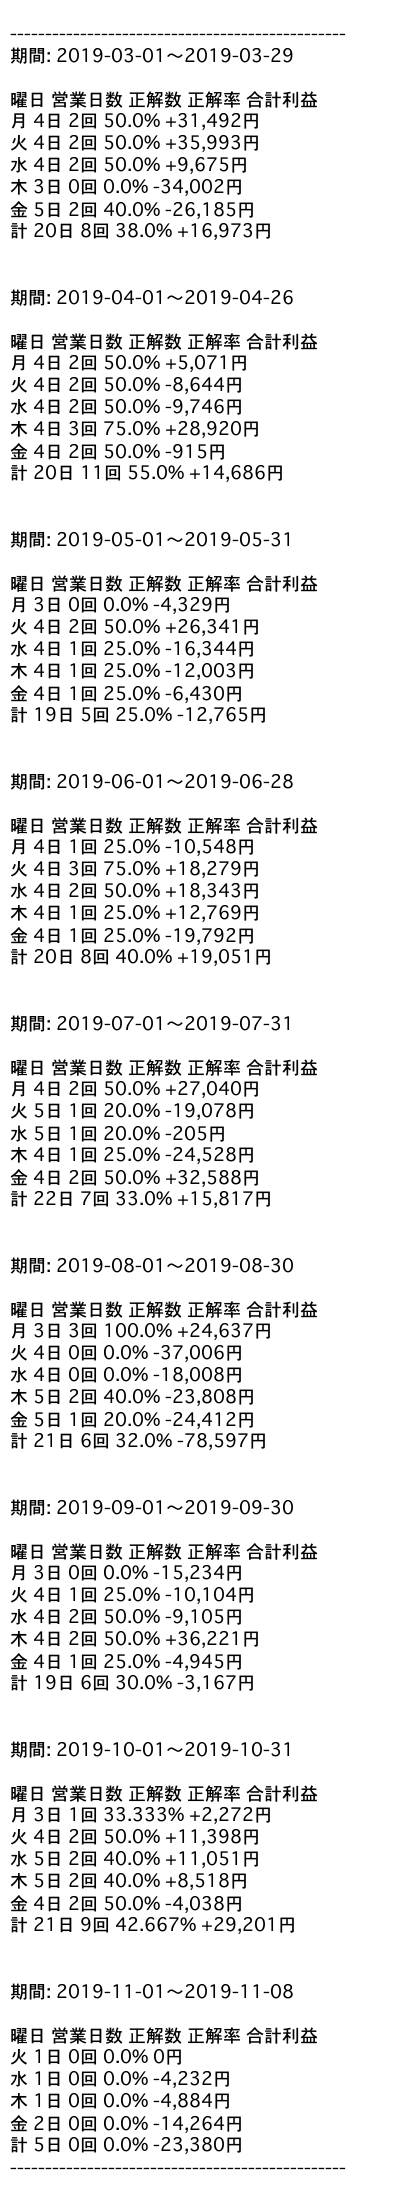 ------------------------------------------------
期間: 2019-03-01～2019-03-29
曜日 営業日数 正解数 正解率 合計利益
月 4日 2回 50.0% +31,492円
火 4日 2回 50.0% +35,993円
水 4日 2回 50.0% +9,675円
木 3日 0回 0.0% -34,002円
金 5日 2回 40.0% -26,185円
計 20日 8回 38.0% +16,973円
期間: 2019-04-01～2019-04-26
曜日 営業日数 正解数 正解率 合計利益
月 4日 2回 50.0% +5,071円
火 4日 2回 50.0% -8,644円
水 4日 2回 50.0% -9,746円
木 4日 3回 75.0% +28,920円
金 4日 2回 50.0% -915円
計 20日 11回 55.0% +14,686円
期間: 2019-05-01～2019-05-31
曜日 営業日数 正解数 正解率 合計利益
月 3日 0回 0.0% -4,329円
火 4日 2回 50.0% +26,341円
水 4日 1回 25.0% -16,344円
木 4日 1回 25.0% -12,003円
金 4日 1回 25.0% -6,430円
計 19日 5回 25.0% -12,765円
期間: 2019-06-01～2019-06-28
曜日 営業日数 正解数 正解率 合計利益
月 4日 1回 25.0% -10,548円
火 4日 3回 75.0% +18,279円
水 4日 2回 50.0% +18,343円
木 4日 1回 25.0% +12,769円
金 4日 1回 25.0% -19,792円
計 20日 8回 40.0% +19,051円
期間: 2019-07-01～2019-07-31
曜日 営業日数 正解数 正解率 合計利益
月 4日 2回 50.0% +27,040円
火 5日 1回 20.0% -19,078円
水 5日 1回 20.0% -205円
木 4日 1回 25.0% -24,528円
金 4日 2回 50.0% +32,588円
計 22日 7回 33.0% +15,817円
期間: 2019-08-01～2019-08-30
曜日 営業日数 正解数 正解率 合計利益
月 3日 3回 100.0% +24,637円
火 4日 0回 0.0% -37,006円
水 4日 0回 0.0% -18,008円
木 5日 2回 40.0% -23,808円
金 5日 1回 20.0% -24,412円
計 21日 6回 32.0% -78,597円
期間: 2019-09-01～2019-09-30
曜日 営業日数 正解数 正解率 合計利益
月 3日 0回 0.0% -15,234円
火 4日 1回 25.0% -10,104円
水 4日 2回 50.0% -9,105円
木 4日 2回 50.0% +36,221円
金 4日 1回 25.0% -4,945円
計 19日 6回 30.0% -3,167円
期間: 2019-10-01～2019-10-31
曜日 営業日数 正解数 正解率 合計利益
月 3日 1回 33.333% +2,272円
火 4日 2回 50.0% +11,398円
水 5日 2回 40.0% +11,051円
木 5日 2回 40.0% +8,518円
金 4日 2回 50.0% -4,038円
計 21日 9回 42.667% +29,201円
期間: 2019-11-01～2019-11-08
曜日 営業日数 正解数 正解率 合計利益
火 1日 0回 0.0% 0円
水 1日 0回 0.0% -4,232円
木 1日 0回 0.0% -4,884円
金 2日 0回 0.0% -14,264円
計 5日 0回 0.0% -23,380円
------------------------------------------------